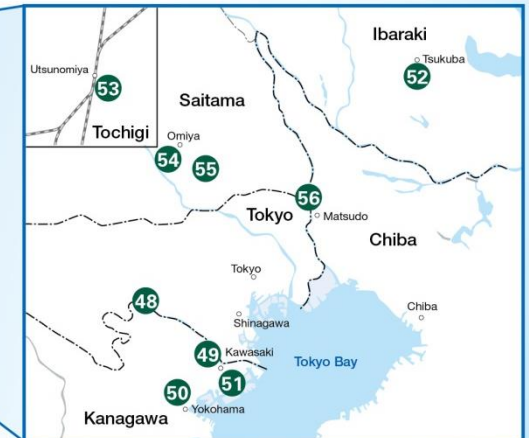 Ibaraki
Tsukuba
52
Utsunomiya
53
Tochigi
Saitama
Omiya
54
55
56
Tokyo
Matsudo
Chiba
Tokyo
Chiba
48
Shinagawa
49
Kawasaki
Tokyo Bay
51
50
Yokohama
Kanagawa